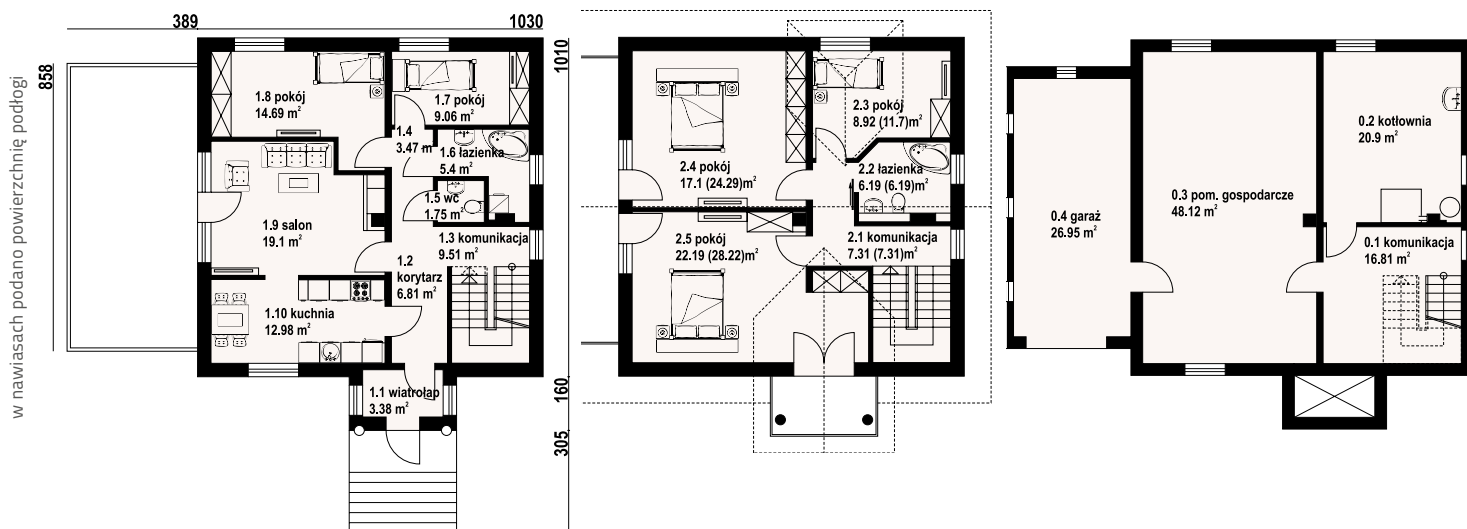 w nawiasach podano powierzchnię podłogi
389
1030
858
1010
160
305
1.8 pokój
14.69 m²
1.7 pokój
9.06 m²
1.4
3.47 m
1.6 łazienka
5.4 m²
1.5 wc
1.75 m²
1.9 salon
19.1 m²
1.3 komunikacja
9.51 m²
1.2
korytarz
6.81 m²
1.10 kuchnia
12.98 m²
1.1 wiatrołap
3.38 m²
2.3 pokój
8.92 (11.7)m²
2.4 pokój
17.1 (24.29)m²
2.2 łazienka
6.19 (6.19)m²
2.5 pokój
22.19 (28.22)m²
2.1 komunikacja
7.31 (7.31)m²
0.2 kotłownia
20.9 m²
0.3 pom. gospodarcze
48.12 m²
0.4 garaż
26.95 m²
0.1 komunikacja
16.81 m²